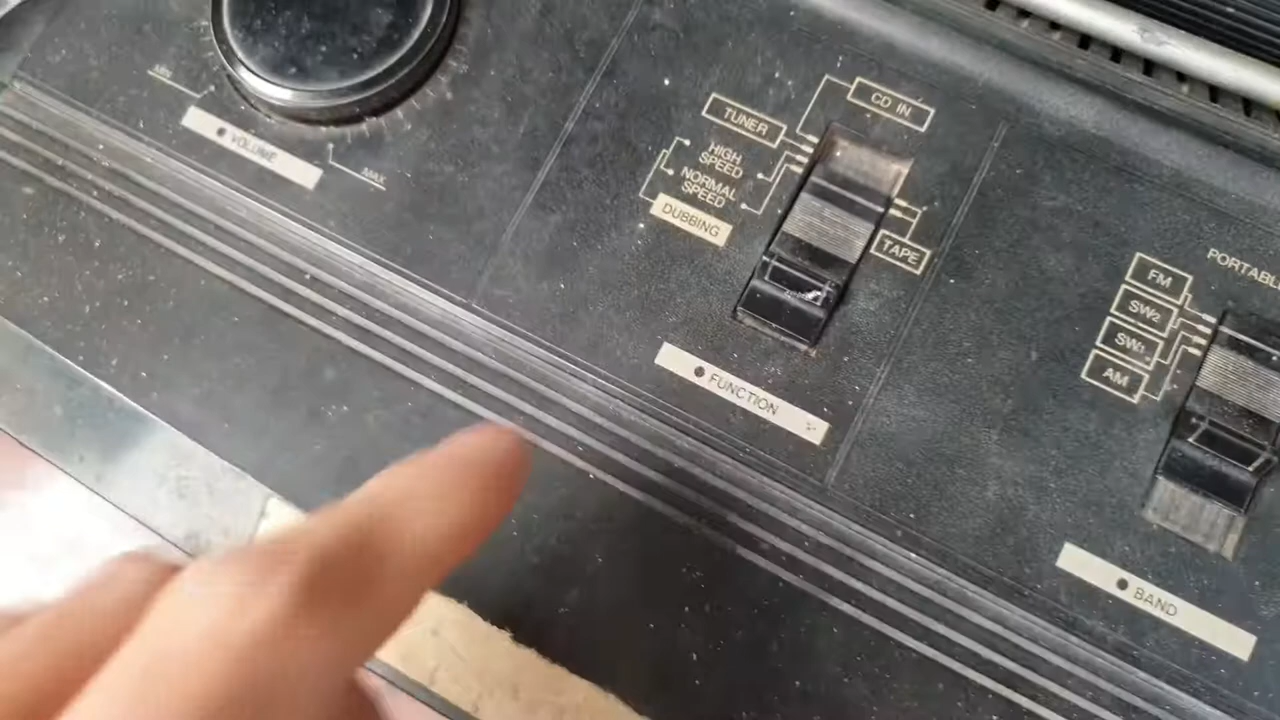 MIN
VOLUME
MAX
CD IN
TUNER
HIGH
SPEED
NORMAL
SPEED
DUBBING
TAPE
FUNCTION
PORTABL
FM
SW2
SW1
AM
BAND